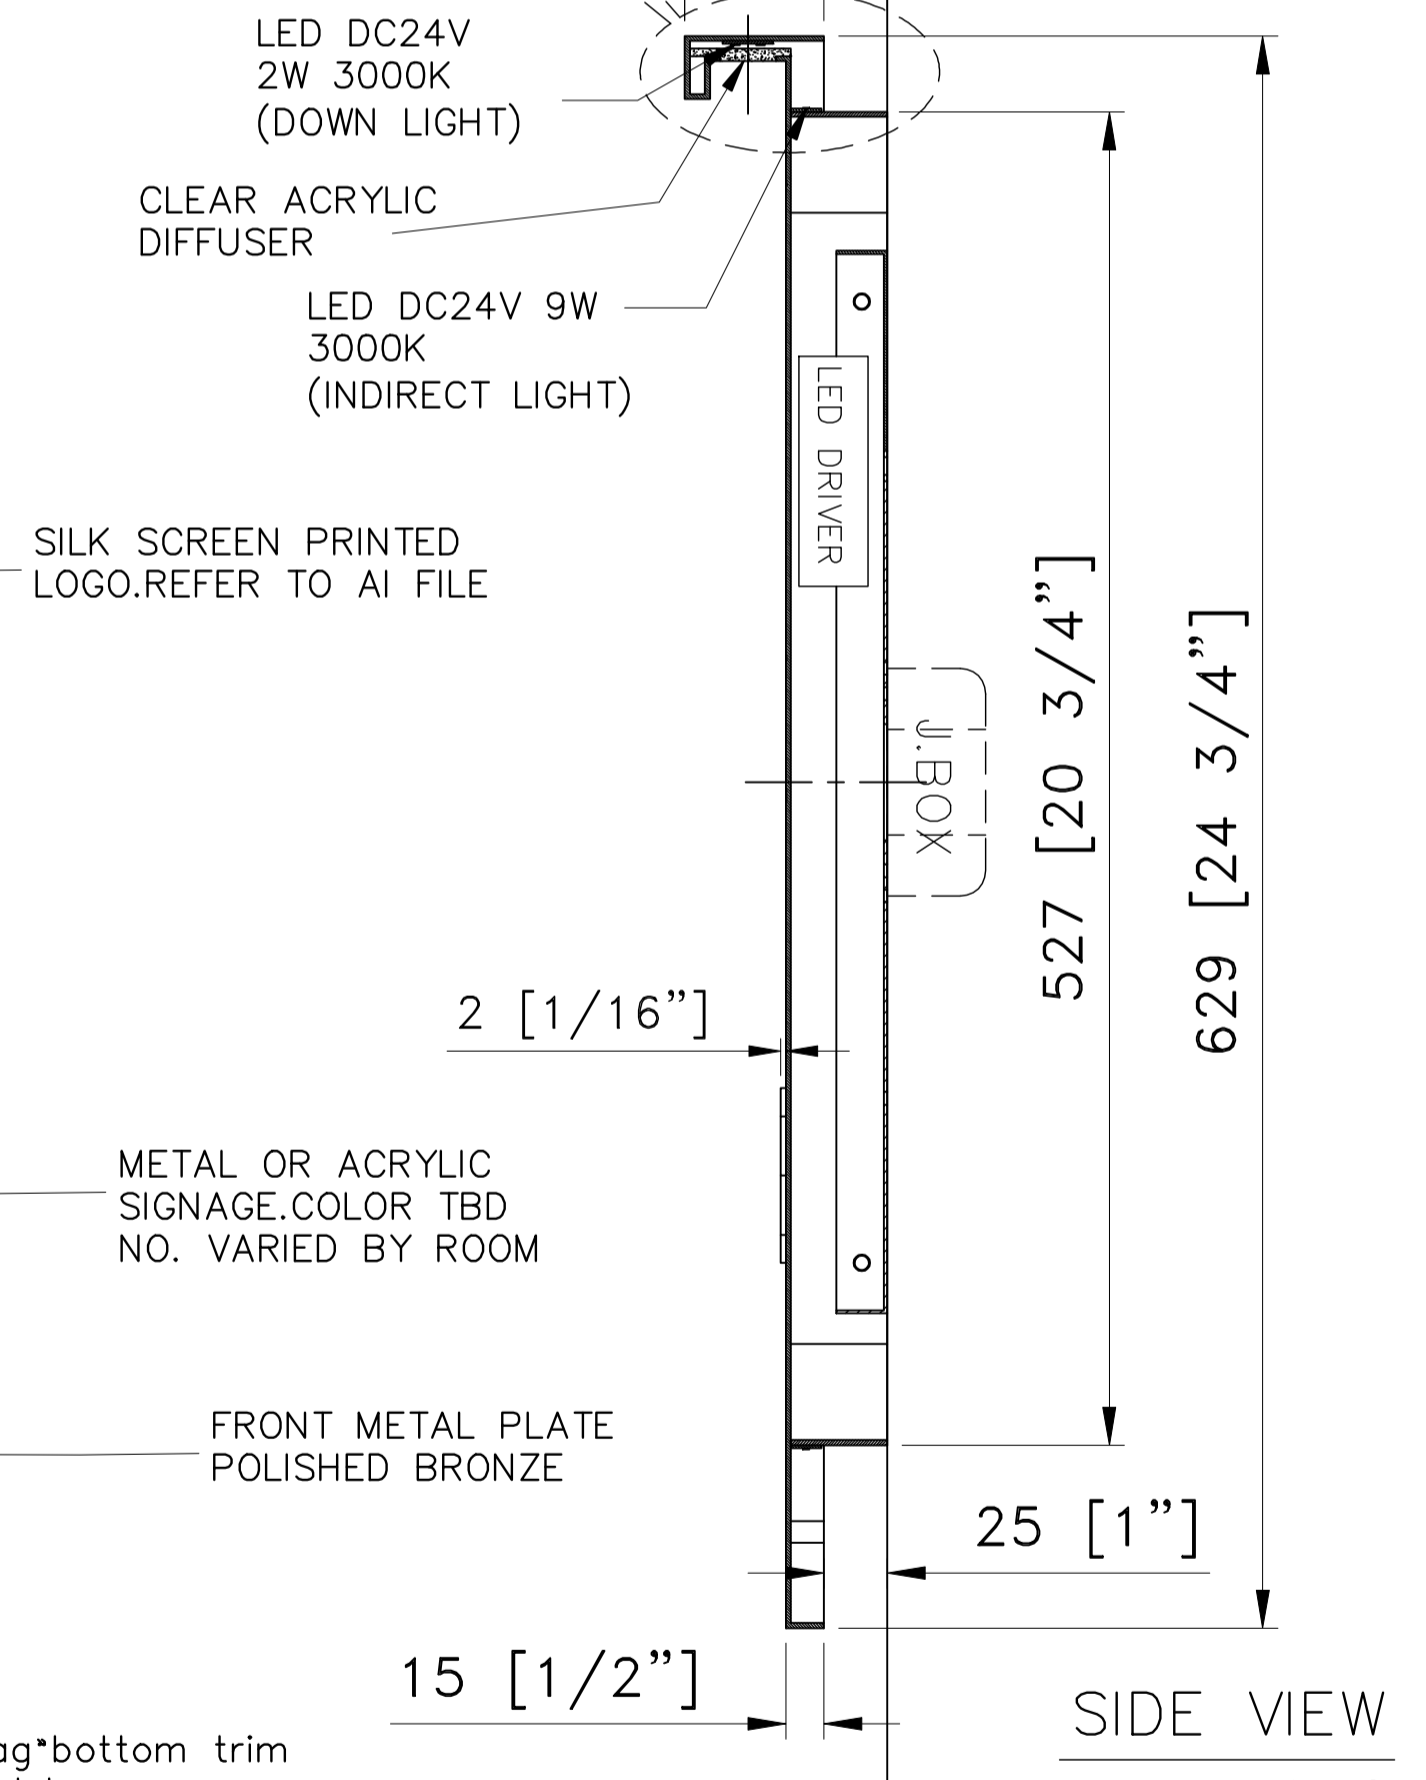 LED DC24V
2W 3000K
(DOWN LIGHT)
CLEAR ACRYLIC
DIFFUSER
LED DC24V 9W
3000K
(INDIRECT LIGHT)
LED DRIVER
SILK SCREEN PRINTED
LOGO.REFER TO AI FILE
J.BOX
527 [20 3/4"]
629 [24 3/4"]
2 [1/16"]
METAL OR ACRYLIC
SIGNAGE.COLOR TBD
NO. VARIED BY ROOM
FRONT METAL PLATE
POLISHED BRONZE
25 [1"]
15 [1/2"]
SIDE VIEW
bottom trim